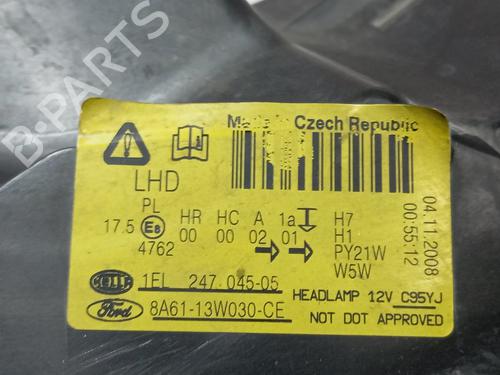 B-PARTS
Made in Czech Republic
LHD
PL HR HC A 1a H7
17.5 E8 00 00 02 01 H1
4762 PY21W
W5W
04.11.2008
00:55:12
HELLA 1EL 247 045-05
HEADLAMP 12V C95YJ
Ford 8A61-13W030-CE
NOT DOT APPROVED